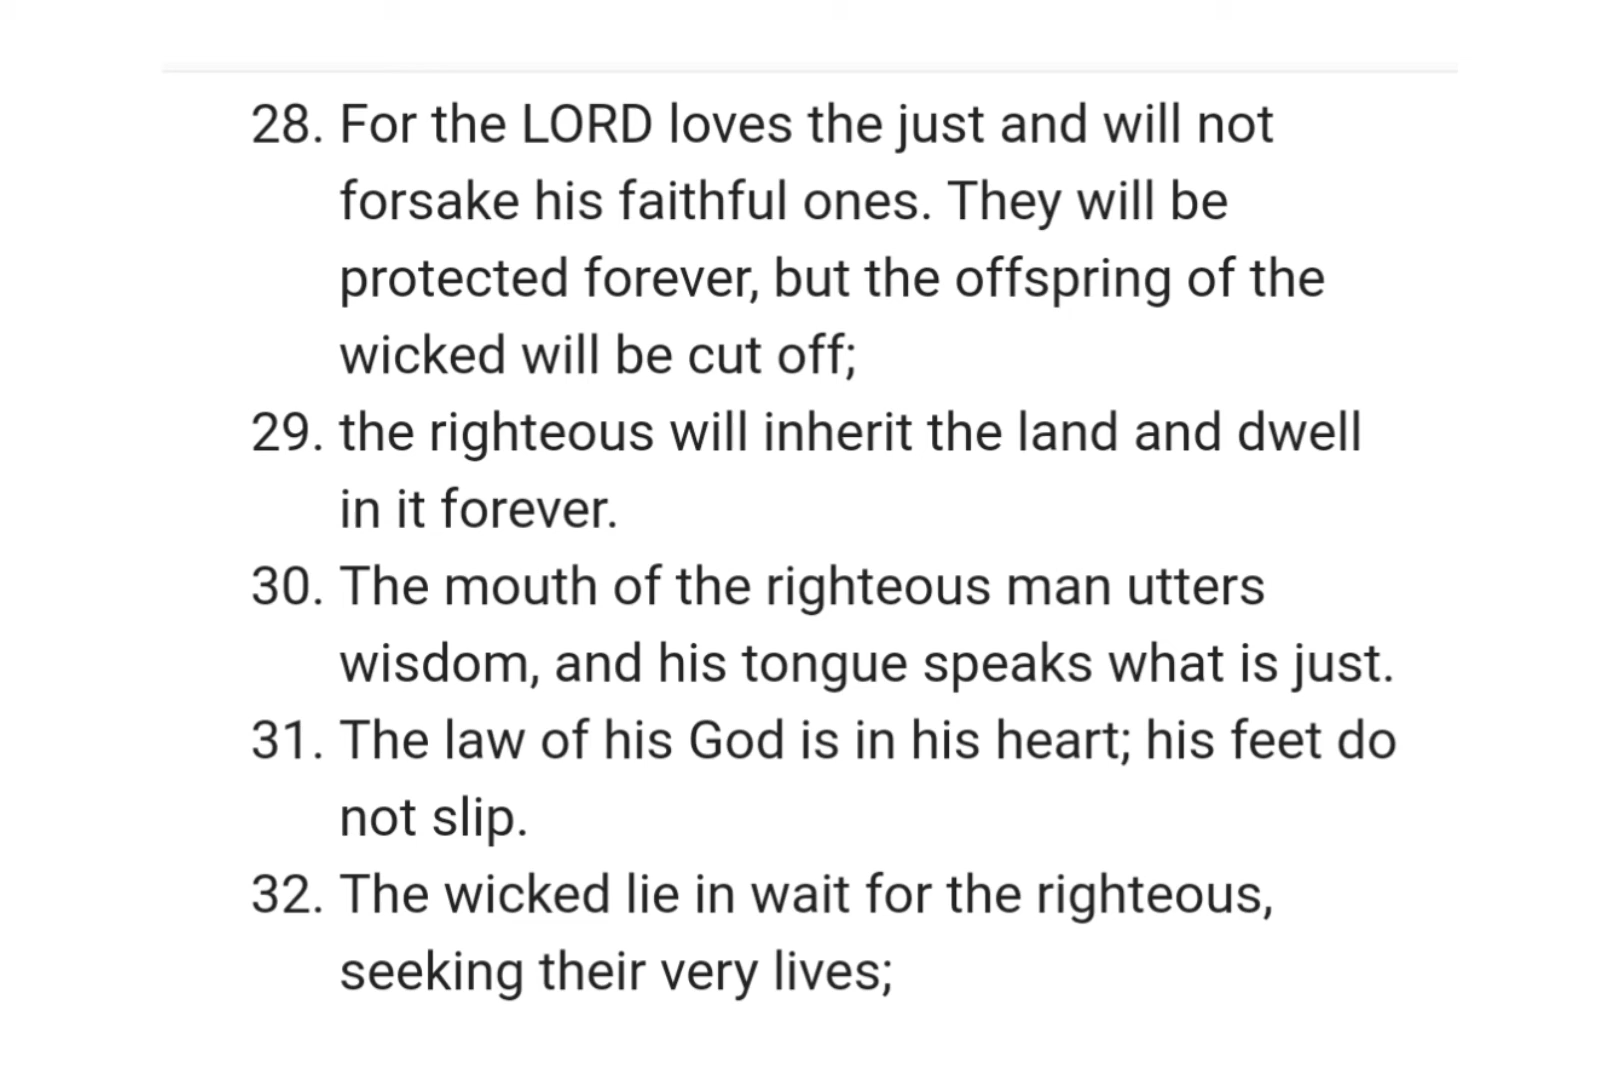 28. For the LORD loves the just and will not
forsake his faithful ones. They will be
protected forever, but the offspring of the
wicked will be cut off;
29. the righteous will inherit the land and dwell
in it forever.
30. The mouth of the righteous man utters
wisdom, and his tongue speaks what is just.
31. The law of his God is in his heart; his feet do
not slip.
32. The wicked lie in wait for the righteous,
seeking their very lives;